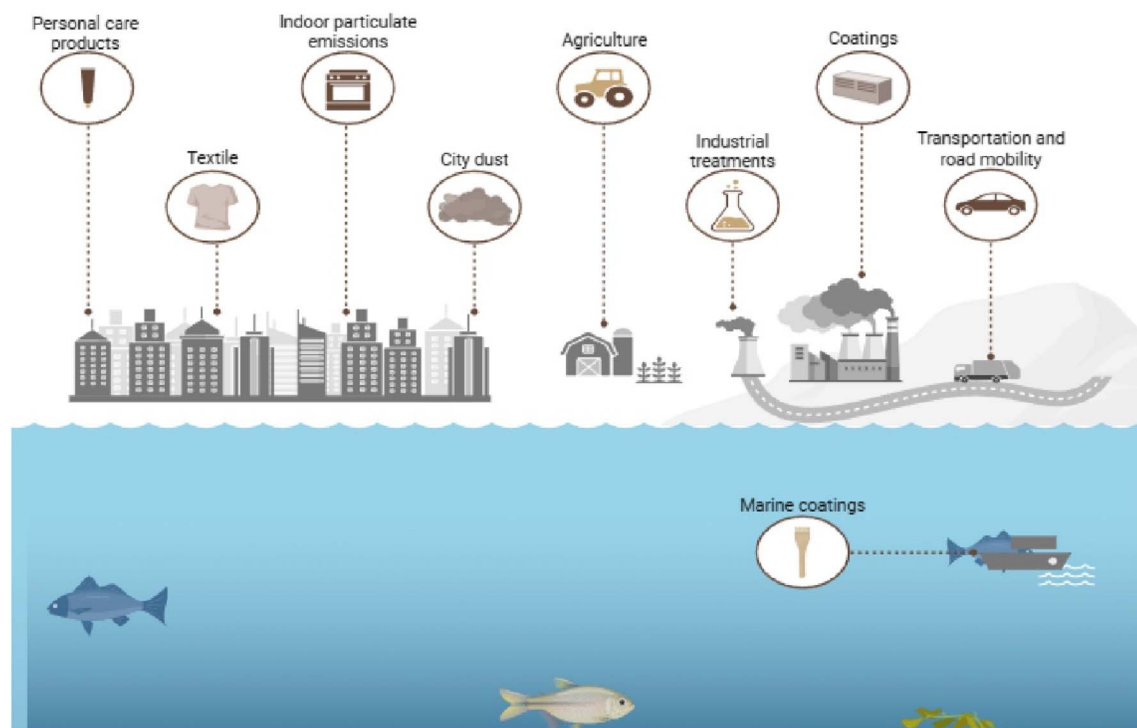 Personal care
products
Indoor particulate
emissions
Agriculture
Coatings
Textile
City dust
Industrial
treatments
Transportation and
road mobility
Marine coatings